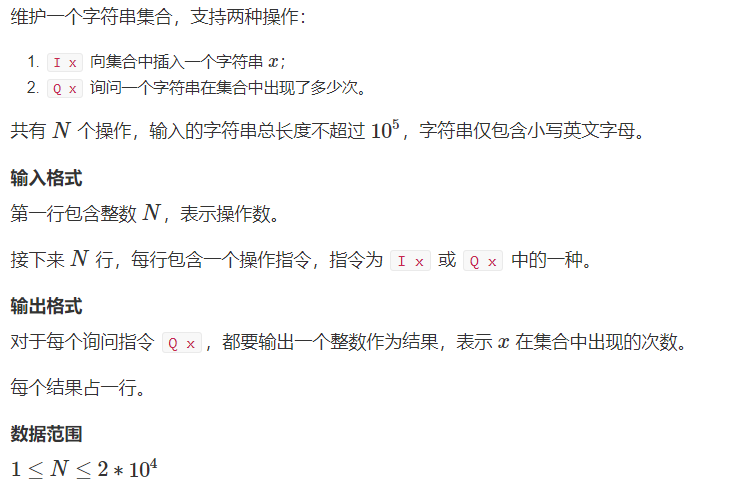 维护一个字符串集合，支持两种操作：
1. I x 向集合中插入一个字符串 x；
2. Q x 询问一个字符串在集合中出现了多少次。
共有 N 个操作，输入的字符串总长度不超过 10⁵，字符串仅包含小写英文字母。
输入格式
第一行包含整数 N，表示操作数。
接下来 N 行，每行包含一个操作指令，指令为 I x 或 Q x 中的一种。
输出格式
对于每个询问指令 Q x，都要输出一个整数作为结果，表示 x 在集合中出现的次数。
每个结果占一行。
数据范围
1 ≤ N ≤ 2 * 10⁴